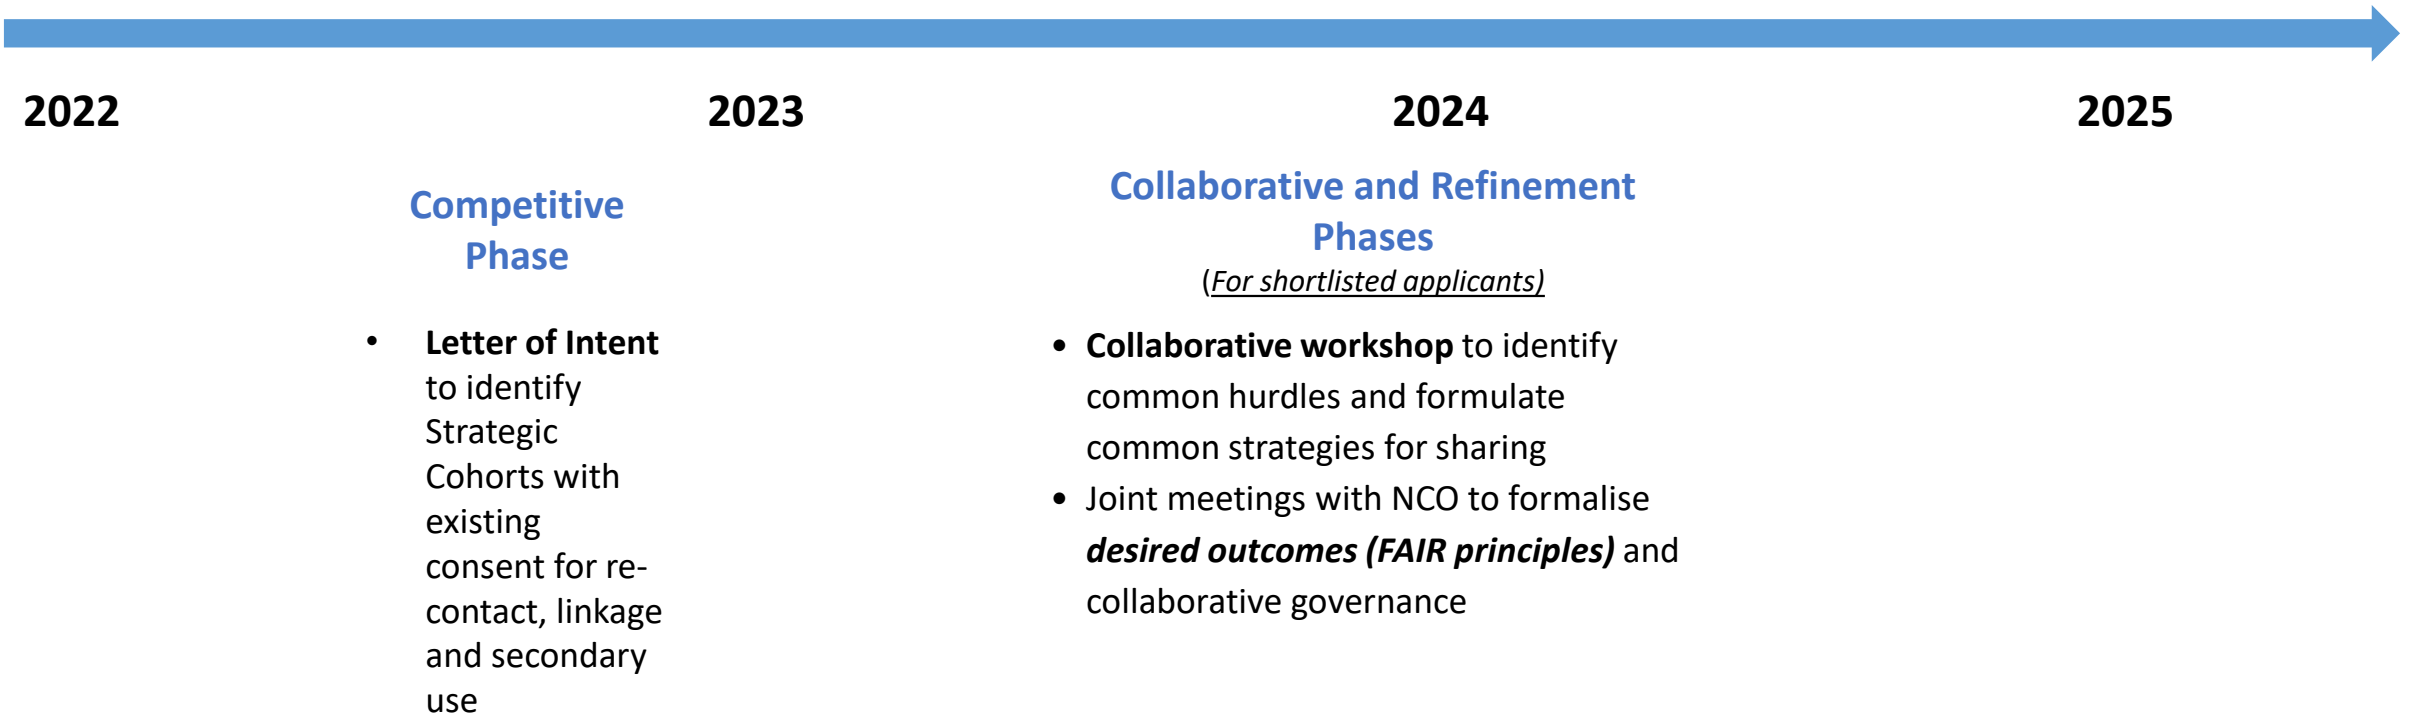 2022 2023 2024 2025
Competitive
Phase
• Letter of Intent
to identify
Strategic
Cohorts with
existing
consent for re-
contact, linkage
and secondary
use
Collaborative and Refinement
Phases
(For shortlisted applicants)
• Collaborative workshop to identify
common hurdles and formulate
common strategies for sharing
• Joint meetings with NCO to formalise
desired outcomes (FAIR principles) and
collaborative governance